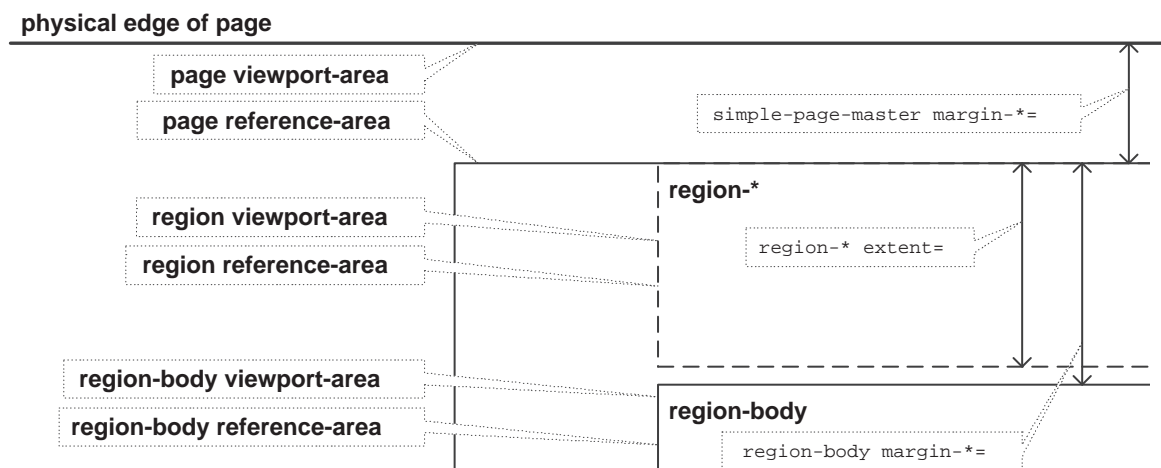 physical edge of page
page viewport-area
page reference-area
simple-page-master margin-*=
region-*
region viewport-area
region-* extent=
region reference-area
region-body viewport-area
region-body
region-body reference-area
region-body margin-*=